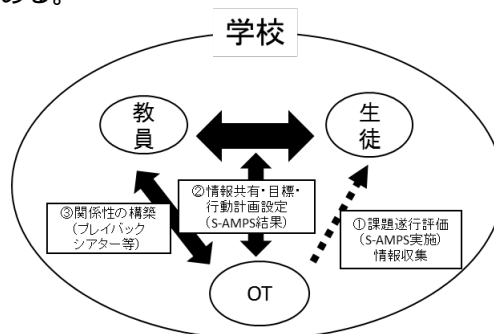 める。
学校
教
員
生
徒
②情報共有・目標・
行動計画設定
(S-AMPS結果)
③関係性の構築
(プレイバック
シアター等)
①課題遂行評価
(S-AMPS実施)
情報収集
OT